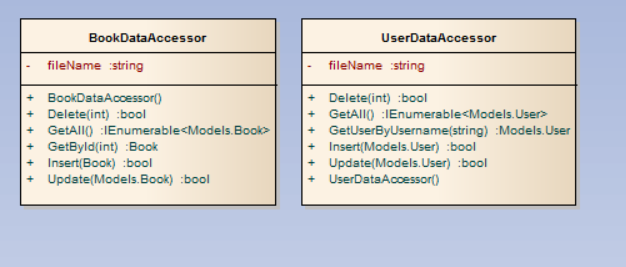 BookDataAccessor
- fileName :string
+ BookDataAccessor()
+ Delete(int) :bool
+ GetAll() :IEnumerable<Models.Book>
+ GetById(int) :Book
+ Insert(Book) :bool
+ Update(Models.Book) :bool
UserDataAccessor
- fileName :string
+ Delete(int) :bool
+ GetAll() :IEnumerable<Models.User>
+ GetUserByUsername(string) :Models.User
+ Insert(Models.User) :bool
+ Update(Models.User) :bool
+ UserDataAccessor()